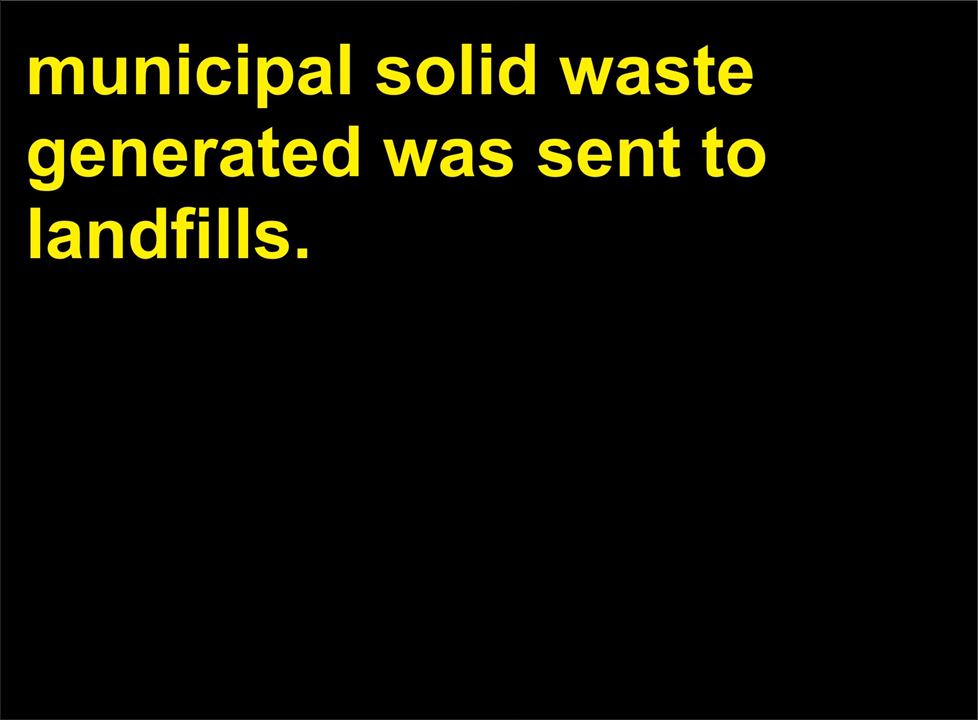 municipal solid waste
generated was sent to
landfills.